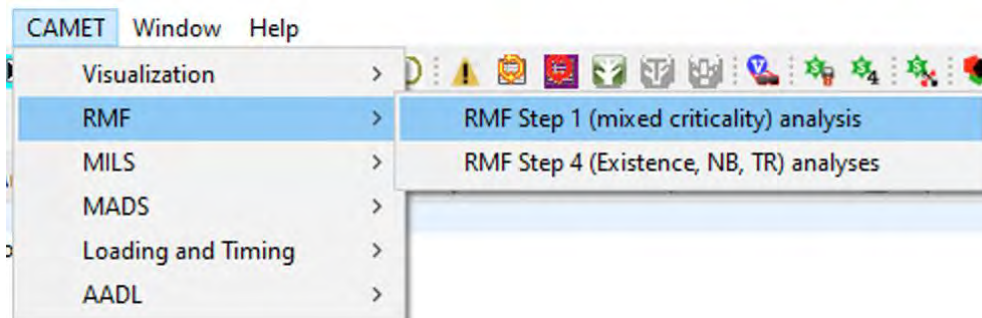 CAMET Window Help
Visualization
RMF
RMF Step 1 (mixed criticality) analysis
MILS
RMF Step 4 (Existence, NB, TR) analyses
MADS
Loading and Timing
AADL